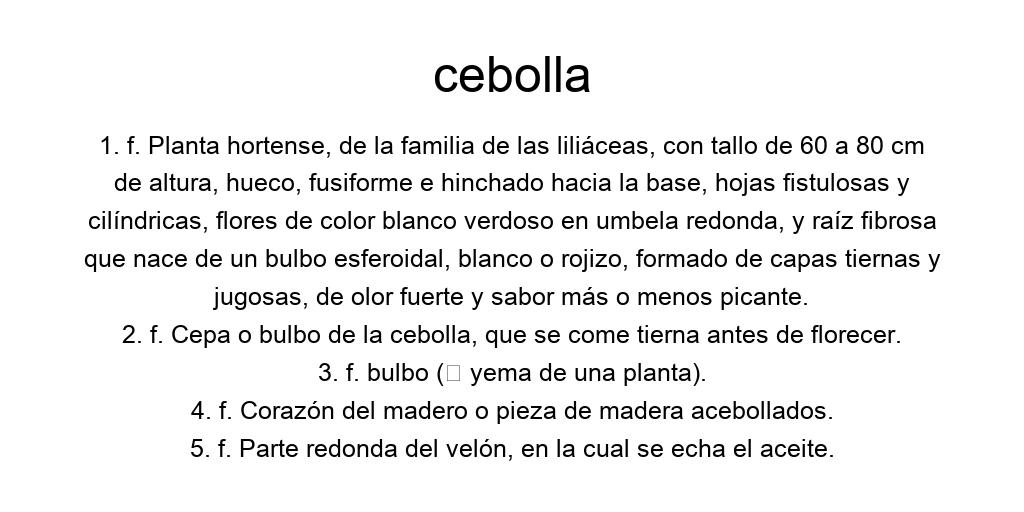 cebolla
1. f. Planta hortense, de la familia de las liliáceas, con tallo de 60 a 80 cm
de altura, hueco, fusiforme e hinchado hacia la base, hojas fistulosas y
cilíndricas, flores de color blanco verdoso en umbela redonda, y raíz fibrosa
que nace de un bulbo esferoidal, blanco o rojizo, formado de capas tiernas y
jugosas, de olor fuerte y sabor más o menos picante.
2. f. Cepa o bulbo de la cebolla, que se come tierna antes de florecer.
3. f. bulbo (□ yema de una planta).
4. f. Corazón del madero o pieza de madera acebollados.
5. f. Parte redonda del velón, en la cual se echa el aceite.